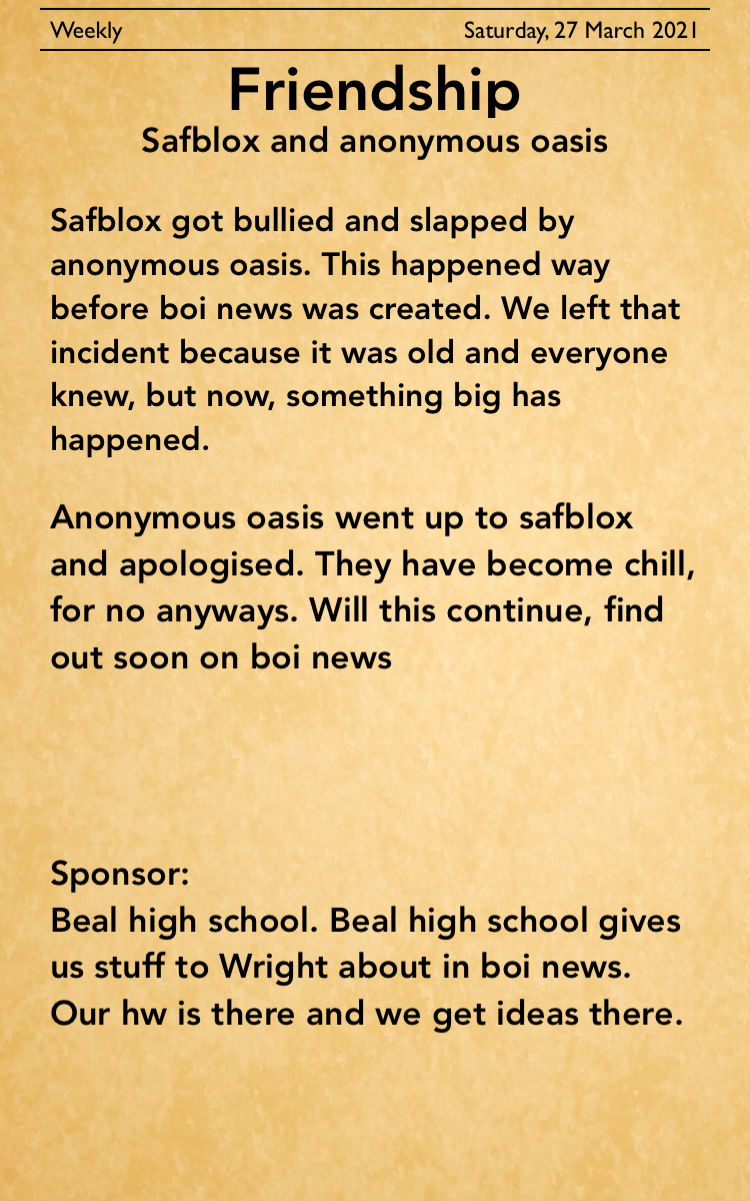 Weekly
Saturday, 27 March 2021
Friendship
Safblox and anonymous oasis
Safblox got bullied and slapped by
anonymous oasis. This happened way
before boi news was created. We left that
incident because it was old and everyone
knew, but now, something big has
happened.
Anonymous oasis went up to safblox
and apologised. They have become chill,
for no anyways. Will this continue, find
out soon on boi news
Sponsor:
Beal high school. Beal high school gives
us stuff to Wright about in boi news.
Our hw is there and we get ideas there.